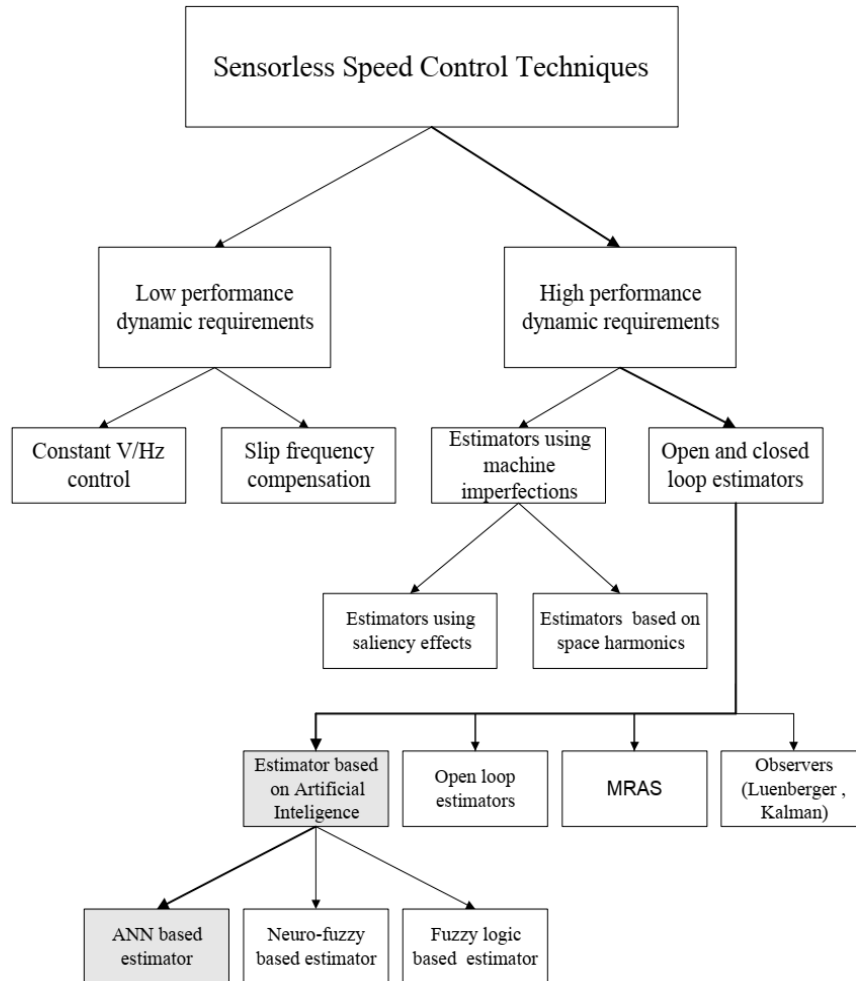 Sensorless Speed Control Techniques
Low performance
dynamic requirements
High performance
dynamic requirements
Constant V/Hz
control
Slip frequency
compensation
Estimators using
machine
imperfections
Open and closed
loop estimators
Estimators using
saliency effects
Estimators based on
space harmonics
Estimator based
on Artificial
Inteligence
Open loop
estimators
MRAS
Observers
(Luenberger ,
Kalman)
ANN based
estimator
Neuro-fuzzy
based estimator
Fuzzy logic
based estimator